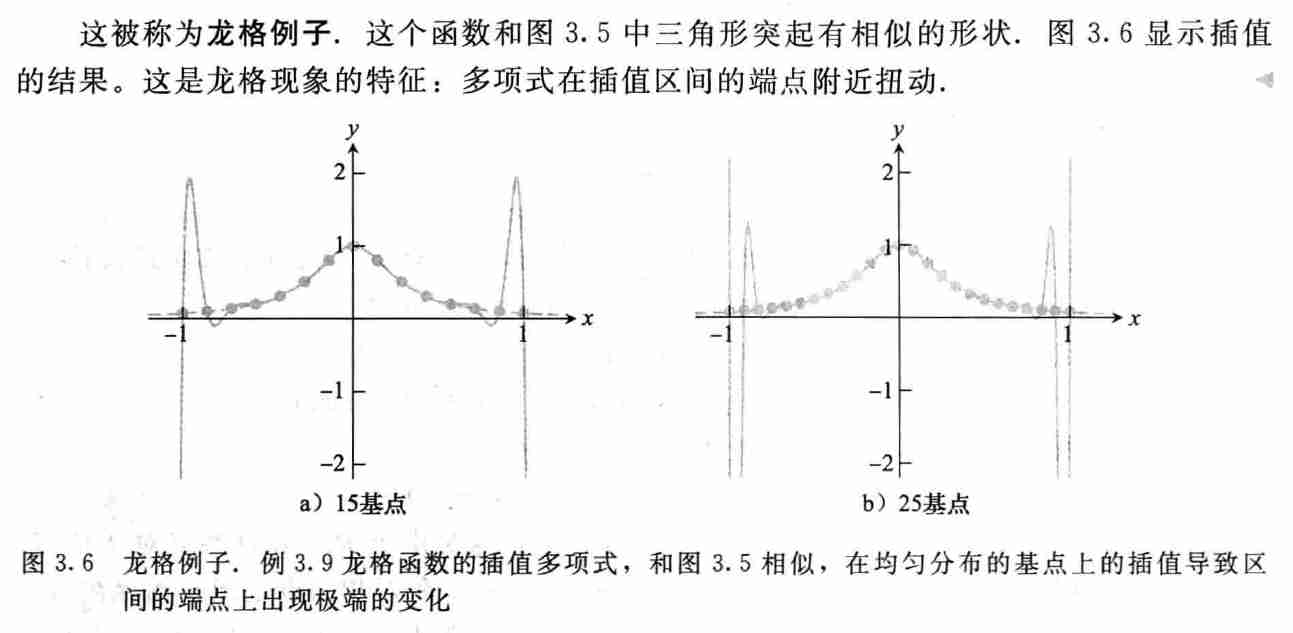 这被称为龙格例子．这个函数和图 3.5 中三角形突起有相似的形状．图 3.6 显示插值
的结果。这是龙格现象的特征：多项式在插值区间的端点附近扭动．
y
2
1
-1
1
x
-1
-2
a）15基点
y
2
1
-1
1
x
-1
-2
b）25基点
图 3.6 龙格例子．例 3.9 龙格函数的插值多项式，和图 3.5 相似，在均匀分布的基点上的插值导致区
间的端点上出现极端的变化